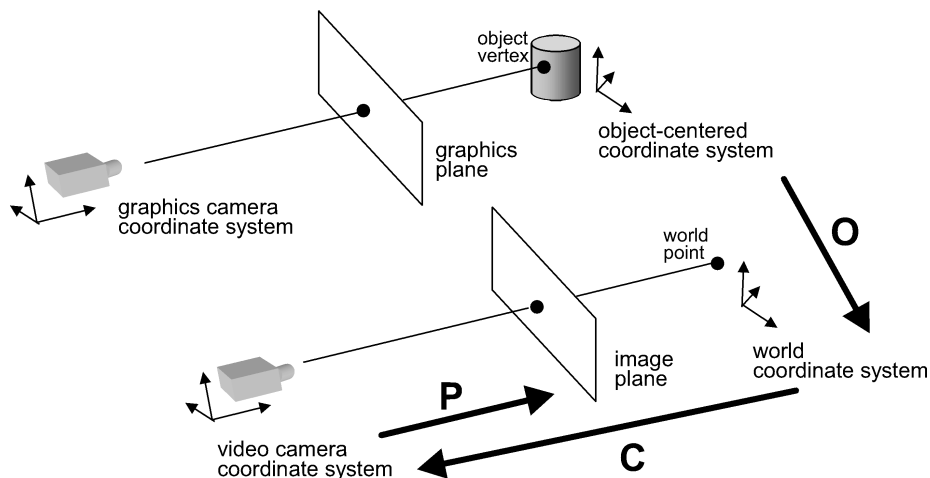 object
vertex
object-centered
coordinate system
graphics
plane
graphics camera
coordinate system
O
world
point
world
coordinate system
image
plane
P
video camera
coordinate system
C